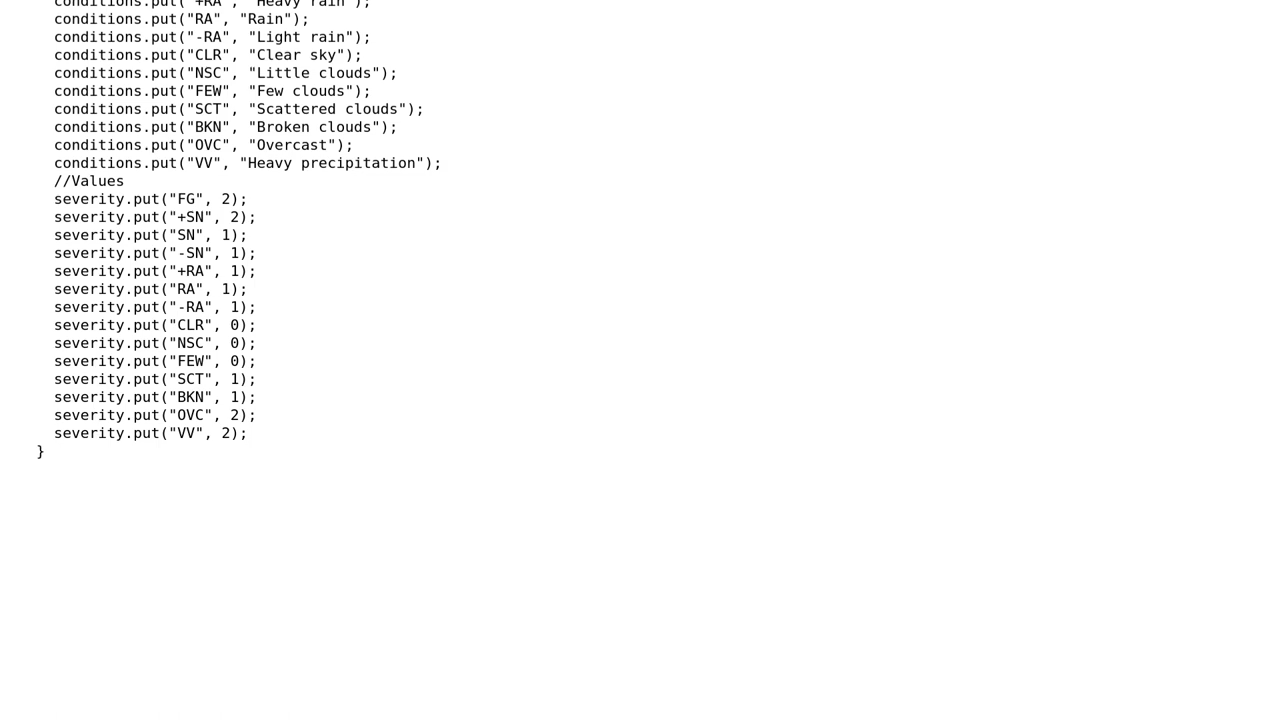 conditions.put("+RA", "Heavy rain");
conditions.put("RA", "Rain");
conditions.put("-RA", "Light rain");
conditions.put("CLR", "Clear sky");
conditions.put("NSC", "Little clouds");
conditions.put("FEW", "Few clouds");
conditions.put("SCT", "Scattered clouds");
conditions.put("BKN", "Broken clouds");
conditions.put("OVC", "Overcast");
conditions.put("VV", "Heavy precipitation");
//Values
severity.put("FG", 2);
severity.put("+SN", 2);
severity.put("SN", 1);
severity.put("-SN", 1);
severity.put("+RA", 1);
severity.put("RA", 1);
severity.put("-RA", 1);
severity.put("CLR", 0);
severity.put("NSC", 0);
severity.put("FEW", 0);
severity.put("SCT", 1);
severity.put("BKN", 1);
severity.put("OVC", 2);
severity.put("VV", 2);
}